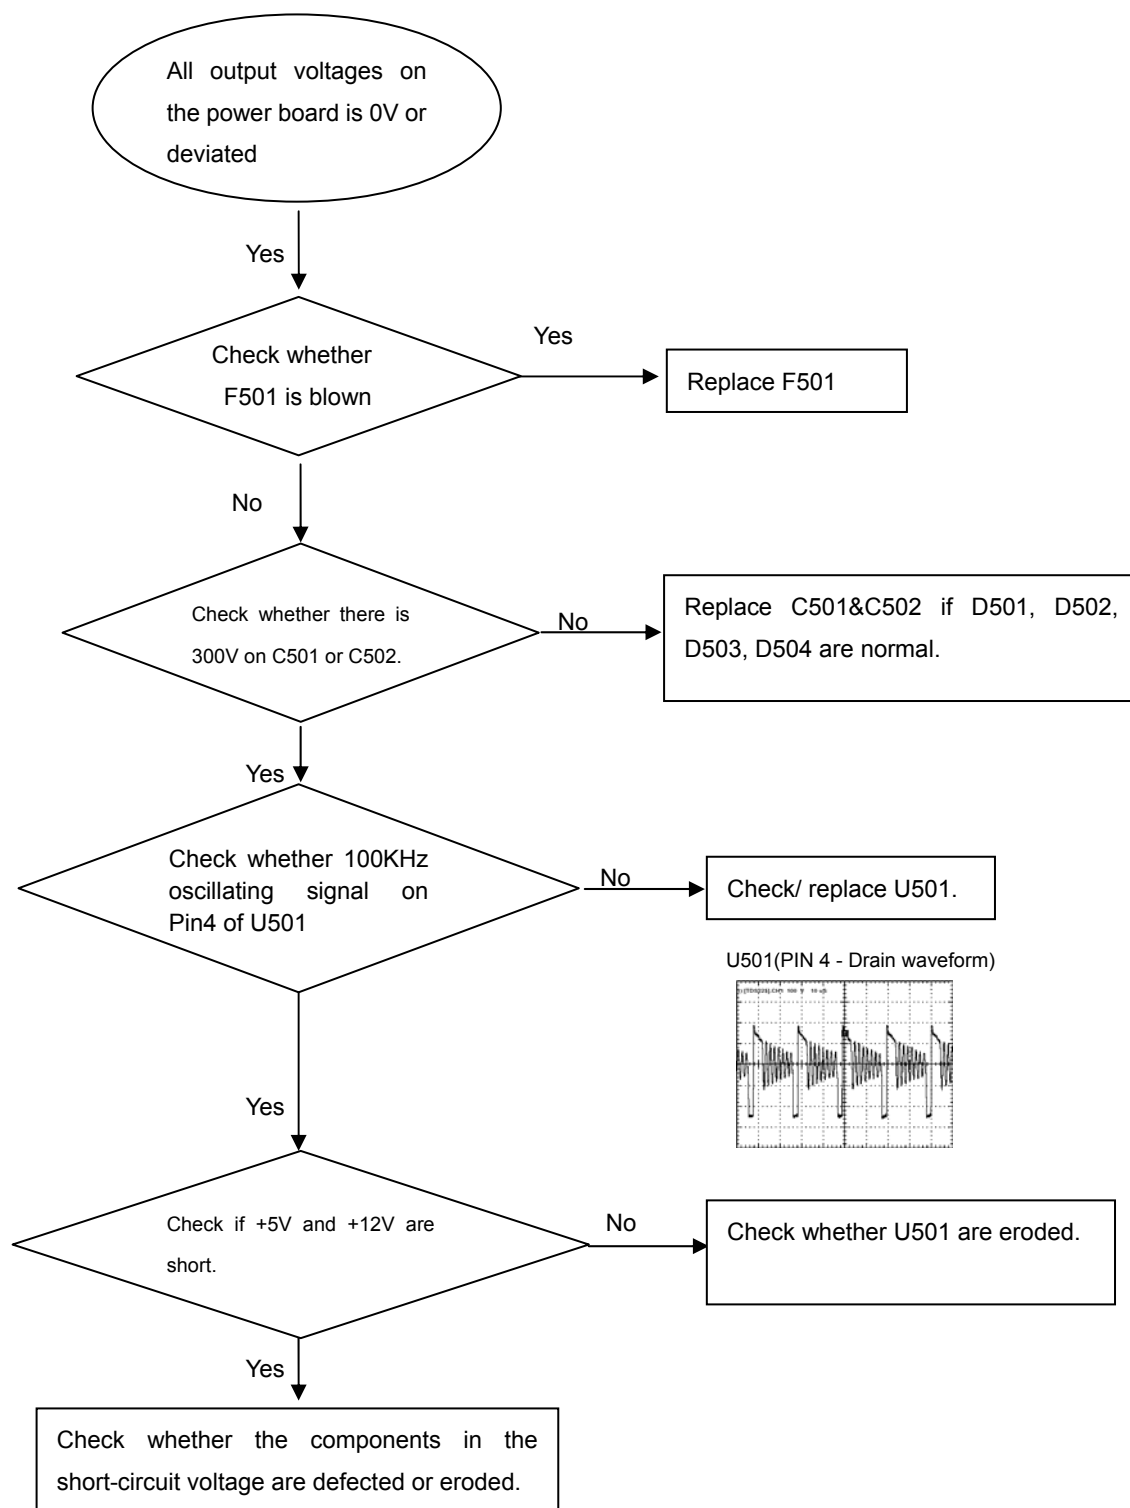 All output voltages on
the power board is 0V or
deviated
Yes
Check whether
F501 is blown
Yes
Replace F501
No
Check whether there is
300V on C501 or C502.
No
Replace C501&C502 if D501, D502,
D503, D504 are normal.
Yes
Check whether 100KHz
oscillating signal on
Pin4 of U501
No
Check/ replace U501.
U501(PIN 4 - Drain waveform)
Yes
Check if +5V and +12V are
short.
No
Check whether U501 are eroded.
Yes
Check whether the components in the
short-circuit voltage are defected or eroded.